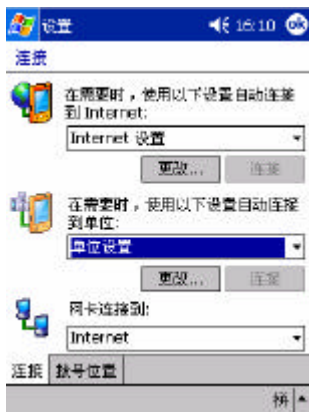 设置 16:10 ok
连接
在需要时，使用以下设置自动连接
到 Internet:
Internet 设置
更改... 连接
在需要时，使用以下设置自动连接
到单位:
单位设置
更改... 连接
网卡连接到:
Internet
连接 拨号位置
拼